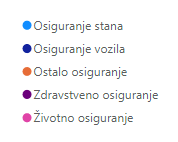 Osiguranje stana
Osiguranje vozila
Ostalo osiguranje
Zdravstveno osiguranje
Životno osiguranje